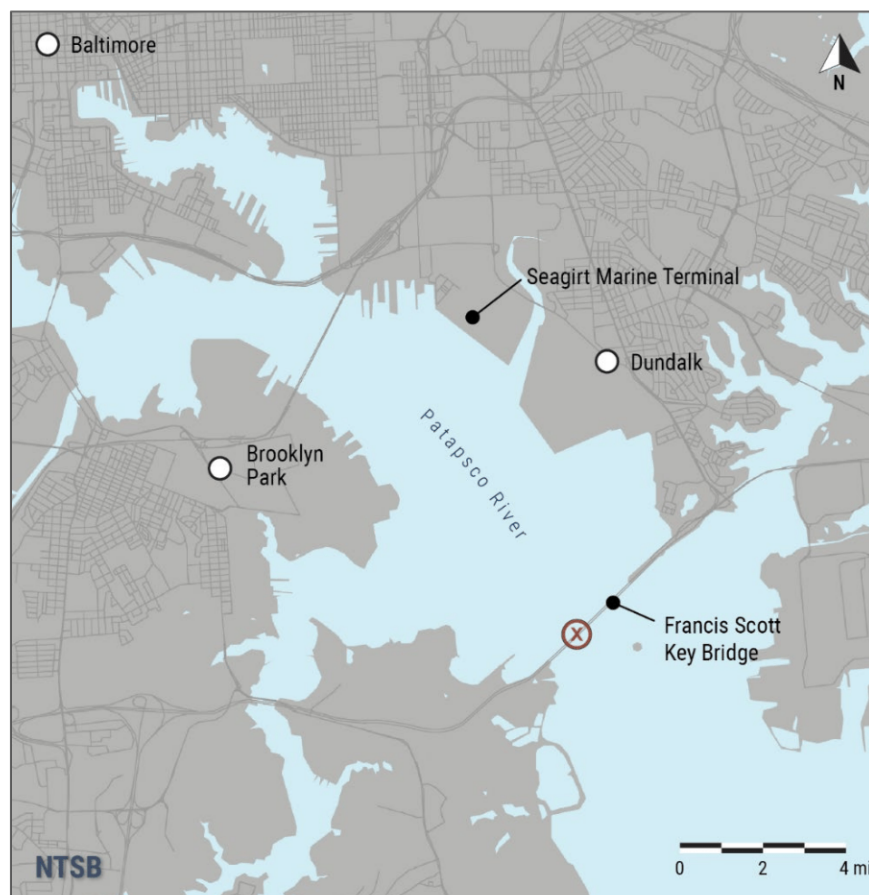 Baltimore
N
Seagirt Marine Terminal
Dundalk
Patapsco River
Brooklyn
Park
X
Francis Scott
Key Bridge
NTSB
0 2 4 mi